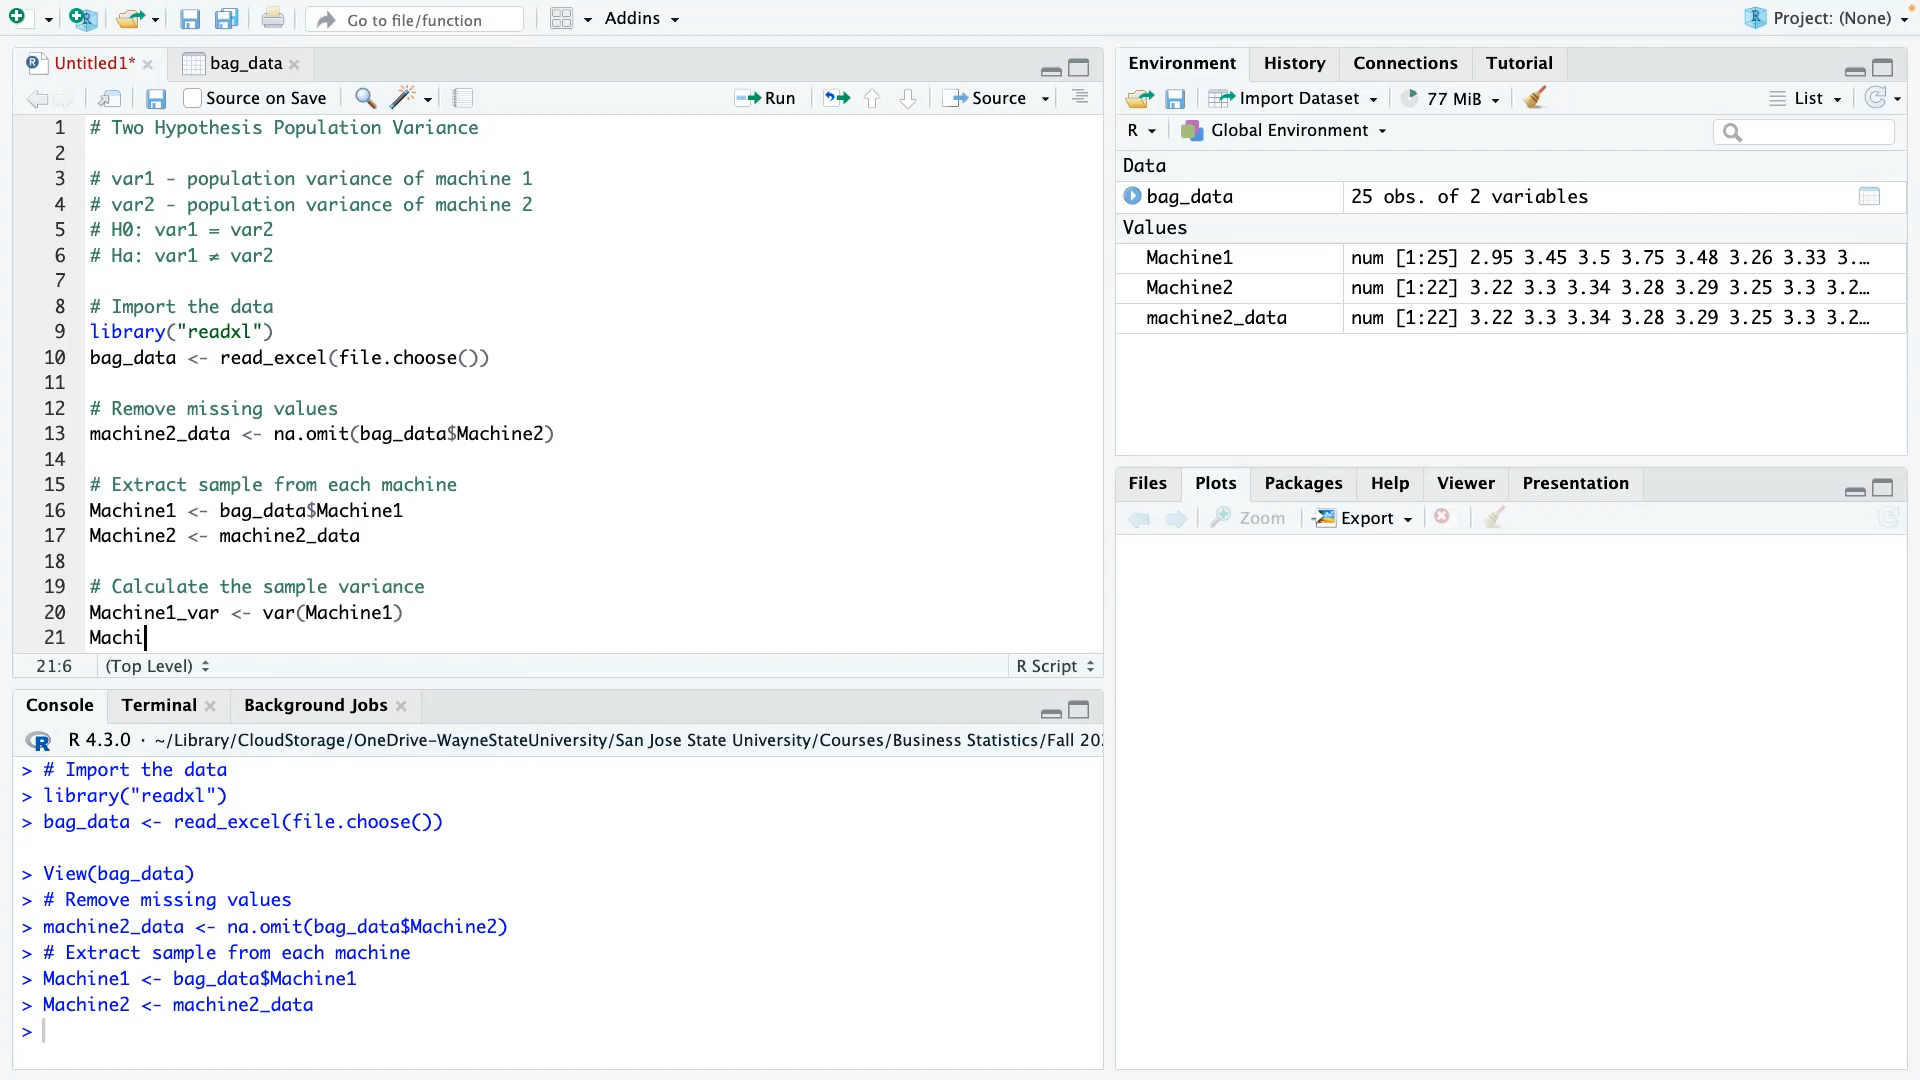 Go to file/function
Addins
Project: (None)
Untitled1*
bag_data
Source on Save
Run
Source
1 # Two Hypothesis Population Variance
2
3 # var1 - population variance of machine 1
4 # var2 - population variance of machine 2
5 # H0: var1 = var2
6 # Ha: var1 ≠ var2
7
8 # Import the data
9 library("readxl")
10 bag_data <- read_excel(file.choose())
11
12 # Remove missing values
13 machine2_data <- na.omit(bag_data$Machine2)
14
15 # Extract sample from each machine
16 Machine1 <- bag_data$Machine1
17 Machine2 <- machine2_data
18
19 # Calculate the sample variance
20 Machine1_var <- var(Machine1)
21 Machi
21:6 (Top Level) R Script
Console Terminal Background Jobs
R 4.3.0 · ~/Library/CloudStorage/OneDrive-WayneStateUniversity/San Jose State University/Courses/Business Statistics/Fall 20
> # Import the data
> library("readxl")
> bag_data <- read_excel(file.choose())
> View(bag_data)
> # Remove missing values
> machine2_data <- na.omit(bag_data$Machine2)
> # Extract sample from each machine
> Machine1 <- bag_data$Machine1
> Machine2 <- machine2_data
>
Environment History Connections Tutorial
Import Dataset 77 MiB List
R Global Environment
Data
bag_data 25 obs. of 2 variables
Values
Machine1 num [1:25] 2.95 3.45 3.5 3.75 3.48 3.26 3.33 3.…
Machine2 num [1:22] 3.22 3.3 3.34 3.28 3.29 3.25 3.3 3.2…
machine2_data num [1:22] 3.22 3.3 3.34 3.28 3.29 3.25 3.3 3.2…
Files Plots Packages Help Viewer Presentation
Zoom Export